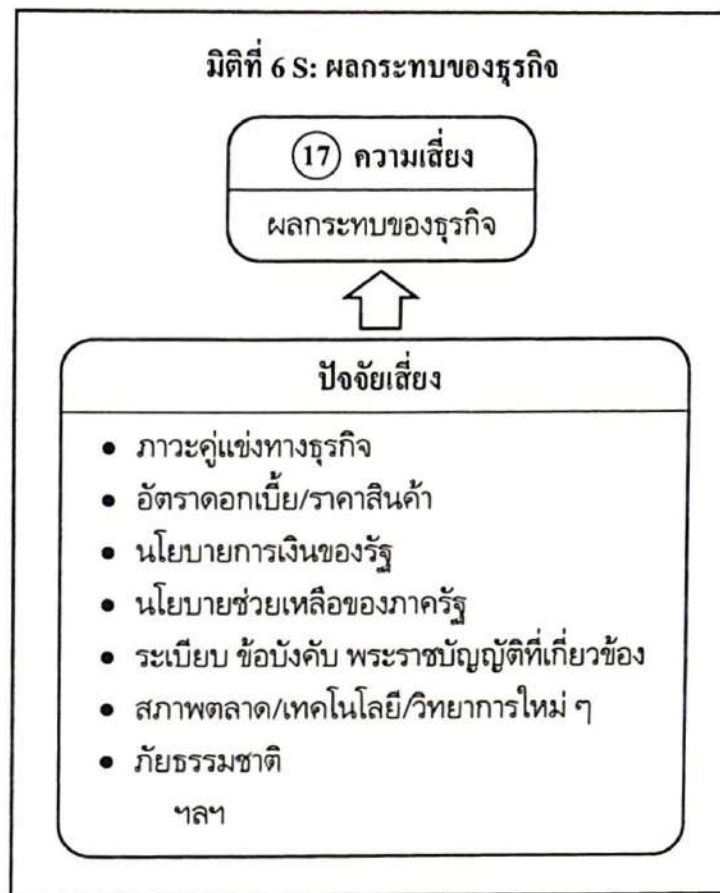 มิติที่ 6 S: ผลกระทบของธุรกิจ
17 ความเสี่ยง
ผลกระทบของธุรกิจ
ปัจจัยเสี่ยง
• ภาวะคู่แข่งทางธุรกิจ
• อัตราดอกเบี้ย/ราคาสินค้า
• นโยบายการเงินของรัฐ
• นโยบายช่วยเหลือของภาครัฐ
• ระเบียบ ข้อบังคับ พระราชบัญญัติที่เกี่ยวข้อง
• สภาพตลาด/เทคโนโลยี/วิทยาการใหม่ ๆ
• ภัยธรรมชาติ
ฯลฯ